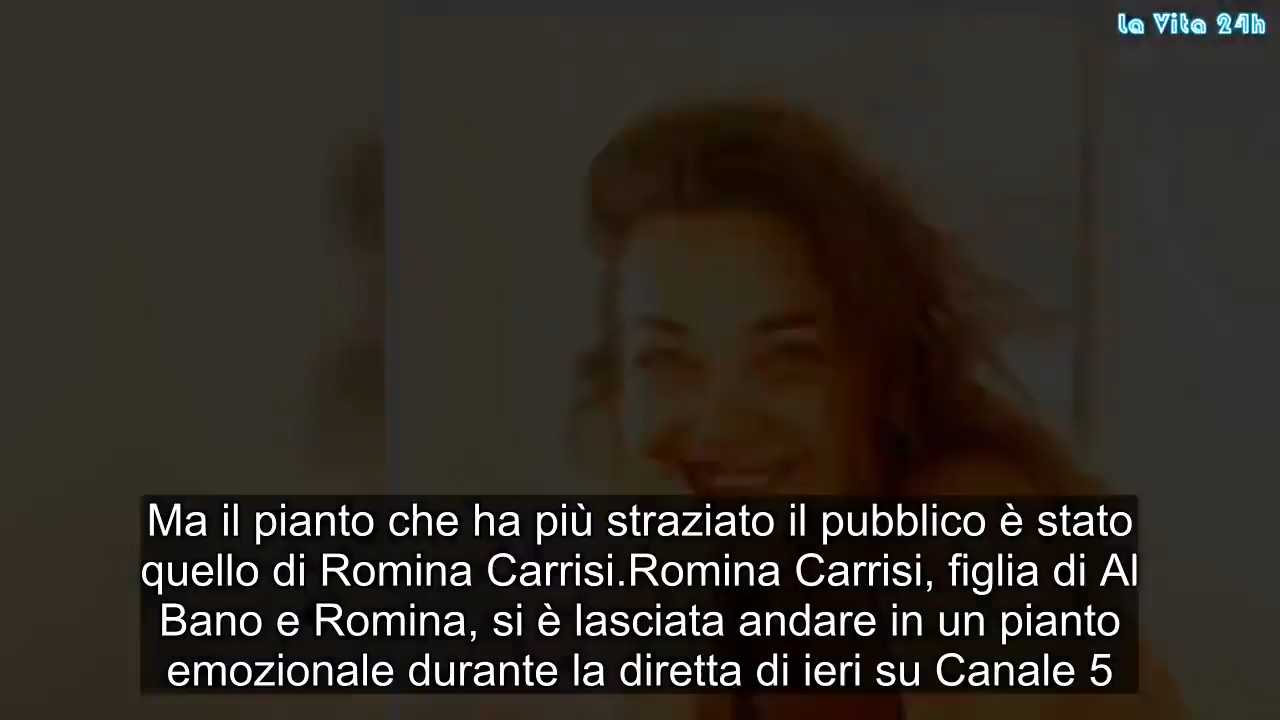 La Vita 24h
Ma il pianto che ha più straziato il pubblico è stato
quello di Romina Carrisi.Romina Carrisi, figlia di Al
Bano e Romina, si è lasciata andare in un pianto
emozionale durante la diretta di ieri su Canale 5